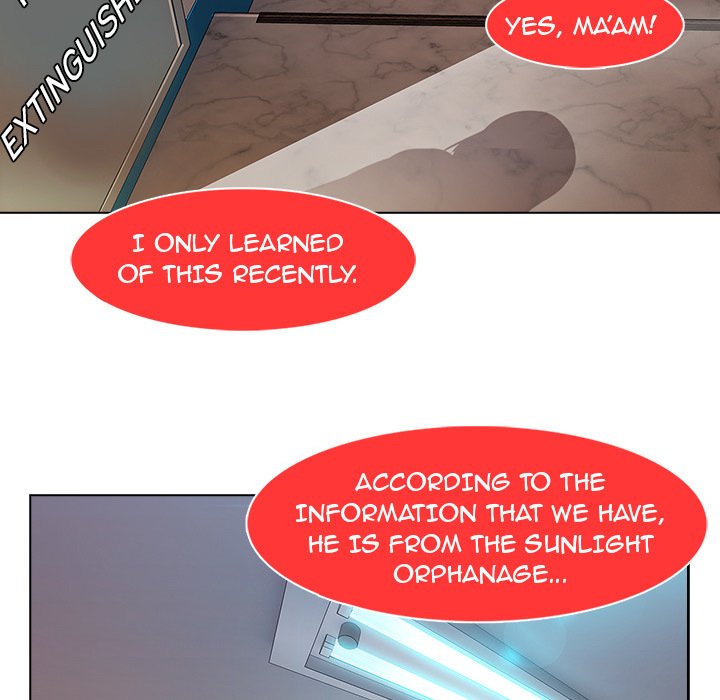 YES, MA'AM!
EXTINGUISHE
I ONLY LEARNED
OF THIS RECENTLY.
ACCORDING TO THE
INFORMATION THAT WE HAVE,
HE IS FROM THE SUNLIGHT
ORPHANAGE...